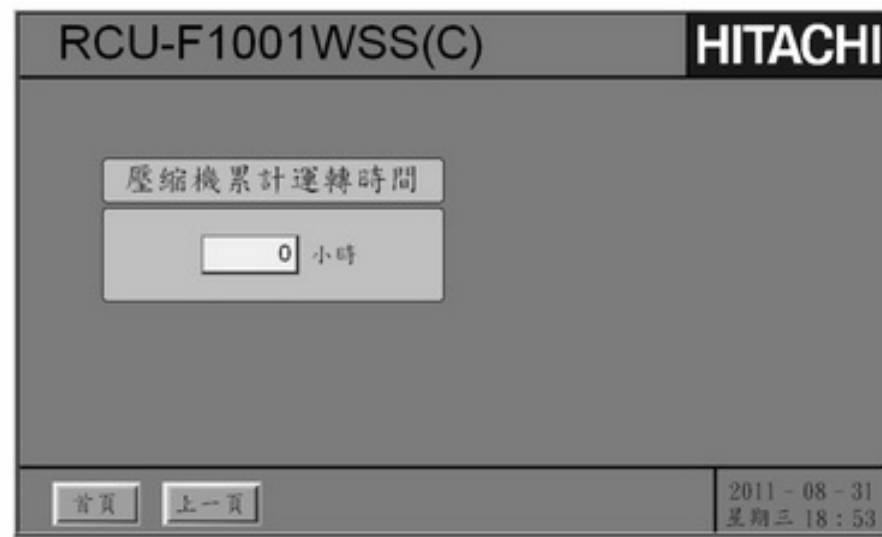 RCU-F1001WSS(C)
HITACHI
壓縮機累計運轉時間
0 小時
首頁 上一頁
2011－08－31
星期三 18：53